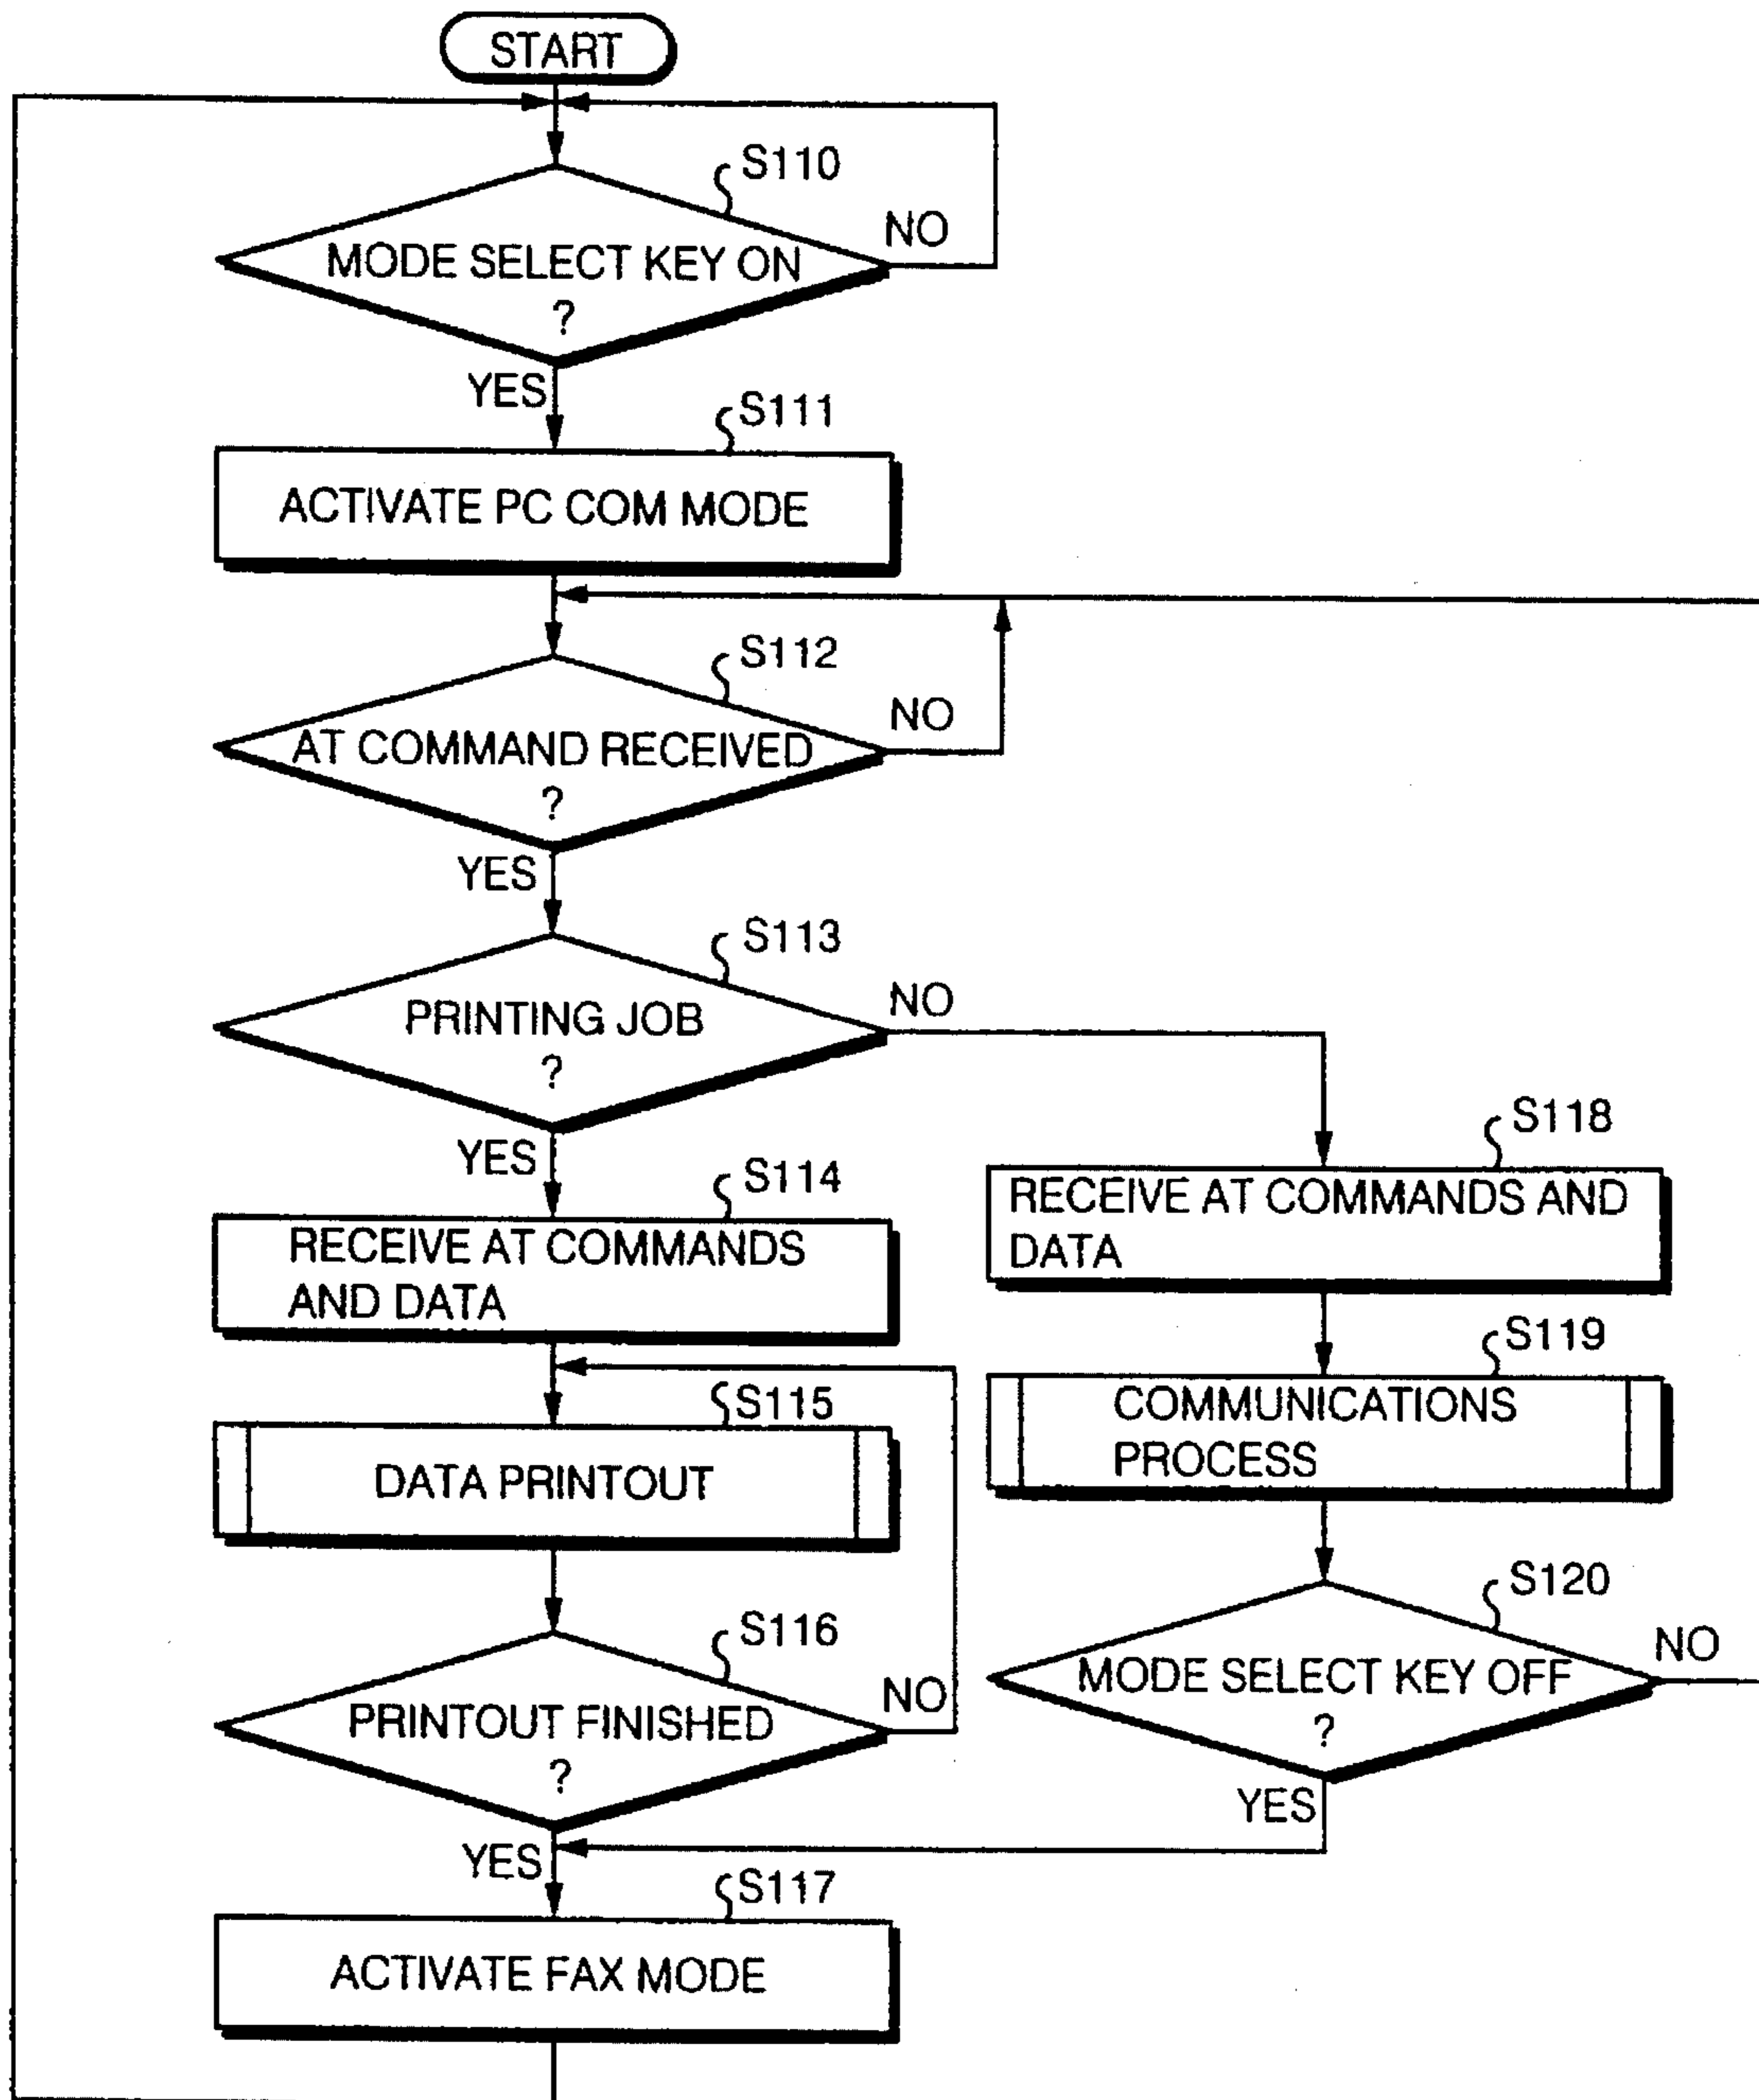 START
S110
NO
MODE SELECT KEY ON
?
YES
S111
ACTIVATE PC COM MODE
S112
NO
AT COMMAND RECEIVED
?
YES
S113
NO
PRINTING JOB
?
YES
S114
RECEIVE AT COMMANDS
AND DATA
S115
DATA PRINTOUT
S116
NO
PRINTOUT FINISHED
?
YES
S117
ACTIVATE FAX MODE
S118
RECEIVE AT COMMANDS AND
DATA
S119
COMMUNICATIONS
PROCESS
S120
NO
MODE SELECT KEY OFF
?
YES